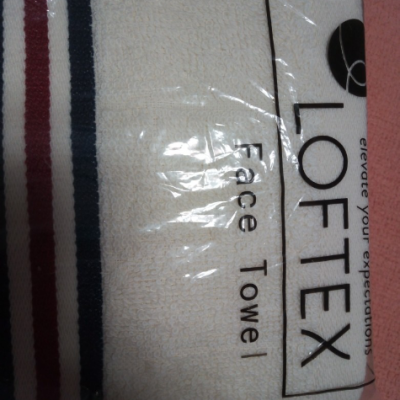 LOFTEX
elevate your expectations
Face Towel